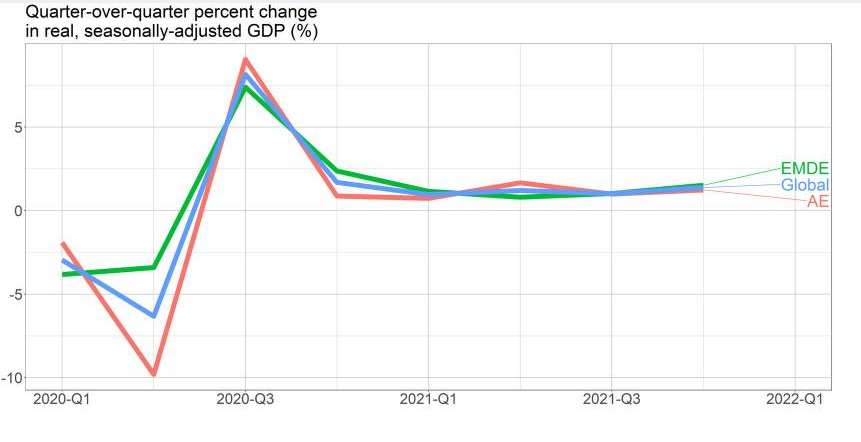 Quarter-over-quarter percent change
in real, seasonally-adjusted GDP (%)
5
0
-5
-10
EMDE
Global
AE
2020-Q1 2020-Q3 2021-Q1 2021-Q3 2022-Q1